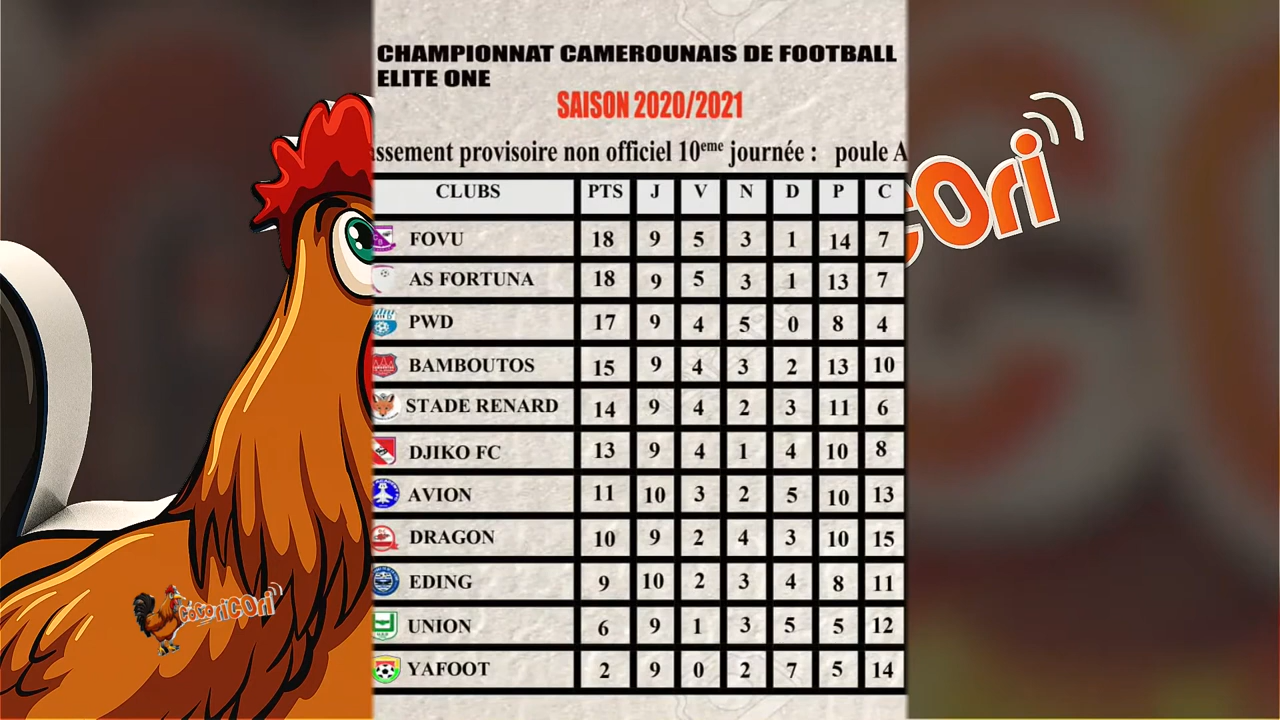 CHAMPIONNAT CAMEROUNAIS DE FOOTBALL
ELITE ONE
SAISON 2020/2021
ssement provisoire non officiel 10eme journée : poule A
CLUBS PTS J V N D P C
FOVU 18 9 5 3 1 14 7
AS FORTUNA 18 9 5 3 1 13 7
PWD 17 9 4 5 0 8 4
BAMBOUTOS 15 9 4 3 2 13 10
STADE RENARD 14 9 4 2 3 11 6
DJIKO FC 13 9 4 1 4 10 8
AVION 11 10 3 2 5 10 13
DRAGON 10 9 2 4 3 10 15
EDING 9 10 2 3 4 8 11
UNION 6 9 1 3 5 5 12
YAFOOT 2 9 0 2 7 5 14
cOri
CoCoriCOri